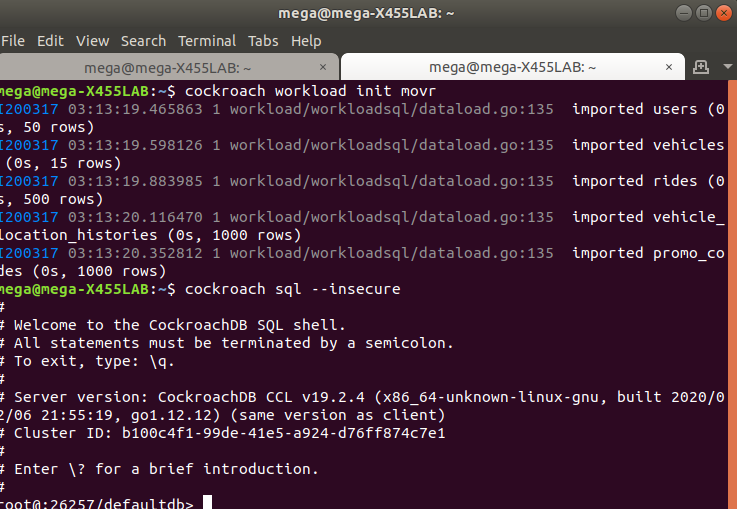 mega@mega-X455LAB: ~
File Edit View Search Terminal Tabs Help
mega@mega-X455LAB: ~ × mega@mega-X455LAB: ~ ×
mega@mega-X455LAB:~$ cockroach workload init movr
I200317 03:13:19.465863 1 workload/workloadsql/dataload.go:135  imported users (0
s, 50 rows)
I200317 03:13:19.598126 1 workload/workloadsql/dataload.go:135  imported vehicles
 (0s, 15 rows)
I200317 03:13:19.883985 1 workload/workloadsql/dataload.go:135  imported rides (0
s, 500 rows)
I200317 03:13:20.116470 1 workload/workloadsql/dataload.go:135  imported vehicle_
location_histories (0s, 1000 rows)
I200317 03:13:20.352812 1 workload/workloadsql/dataload.go:135  imported promo_co
des (0s, 1000 rows)
mega@mega-X455LAB:~$ cockroach sql --insecure
#
# Welcome to the CockroachDB SQL shell.
# All statements must be terminated by a semicolon.
# To exit, type: \q.
#
# Server version: CockroachDB CCL v19.2.4 (x86_64-unknown-linux-gnu, built 2020/0
2/06 21:55:19, go1.12.12) (same version as client)
# Cluster ID: b100c4f1-99de-41e5-a924-d76ff874c7e1
#
# Enter \? for a brief introduction.
#
root@:26257/defaultdb>